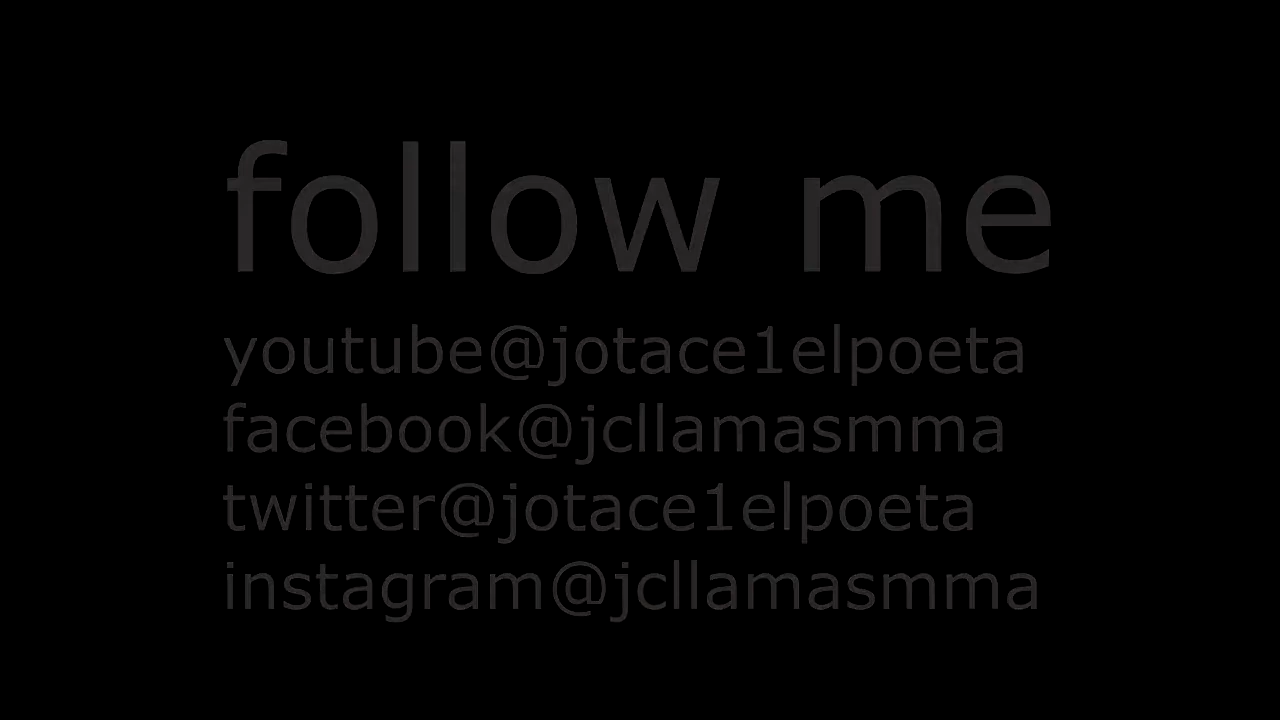 follow me
youtube@jotace1elpoeta
facebook@jcllamasmma
twitter@jotace1elpoeta
instagram@jcllamasmma